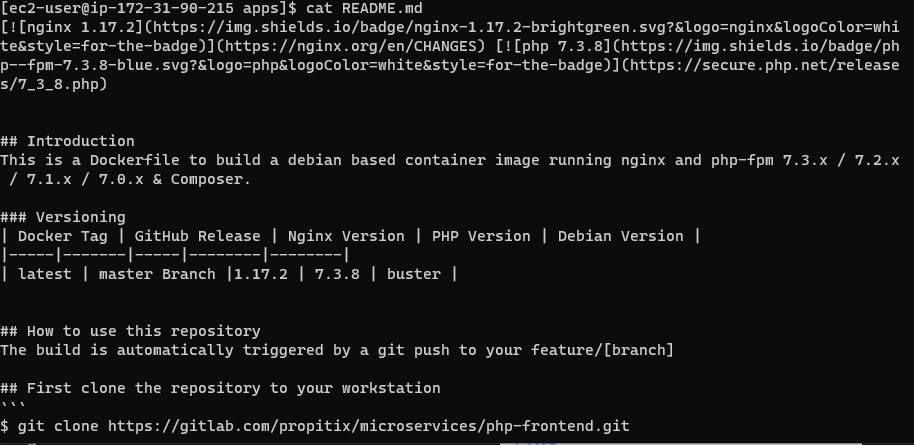 [ec2-user@ip-172-31-90-215 apps]$ cat README.md
[![nginx 1.17.2](https://img.shields.io/badge/nginx-1.17.2-brightgreen.svg?&logo=nginx&logoColor=whi
te&style=for-the-badge)](https://nginx.org/en/CHANGES) [![php 7.3.8](https://img.shields.io/badge/ph
p--fpm-7.3.8-blue.svg?&logo=php&logoColor=white&style=for-the-badge)](https://secure.php.net/release
s/7_3_8.php)
## Introduction
This is a Dockerfile to build a debian based container image running nginx and php-fpm 7.3.x / 7.2.x
 / 7.1.x / 7.0.x & Composer.
### Versioning
| Docker Tag | GitHub Release | Nginx Version | PHP Version | Debian Version |
|-----|-------|-----|--------|--------|
| latest | master Branch |1.17.2 | 7.3.8 | buster |
## How to use this repository
The build is automatically triggered by a git push to your feature/[branch]
## First clone the repository to your workstation
```
$ git clone https://gitlab.com/propitix/microservices/php-frontend.git